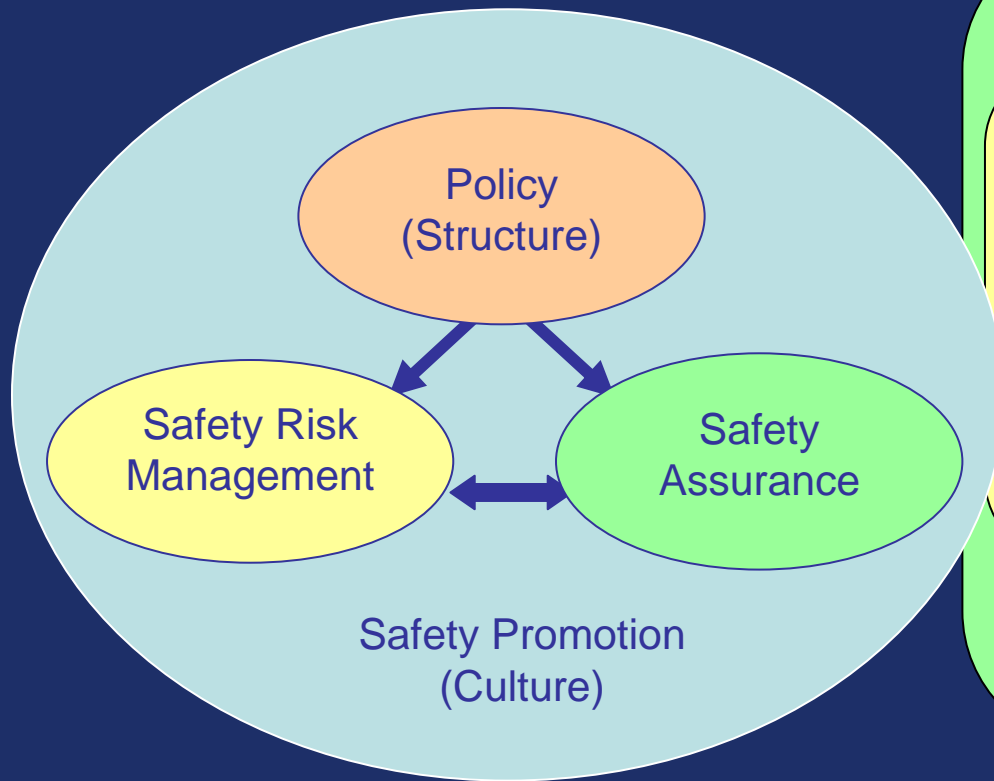 Policy
(Structure)
Safety Risk
Management
Safety
Assurance
Safety Promotion
(Culture)